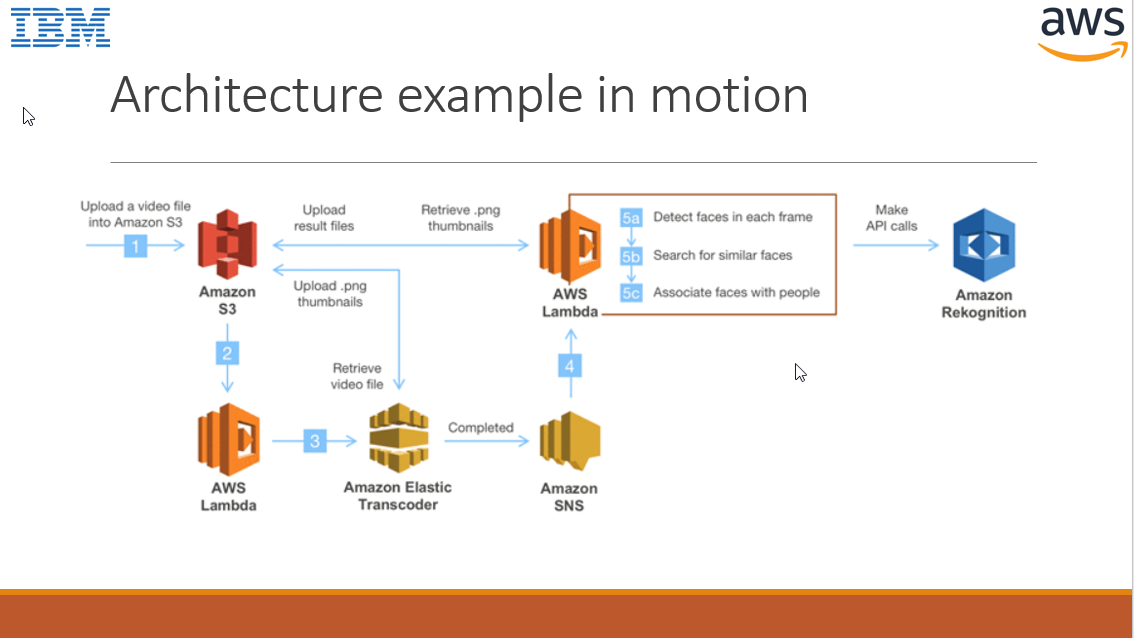 IBM
aws
Architecture example in motion
Upload a video file
into Amazon S3
1
Amazon
S3
Upload
result files
Retrieve .png
thumbnails
Upload .png
thumbnails
AWS
Lambda
5a Detect faces in each frame
5b Search for similar faces
5c Associate faces with people
Make
API calls
Amazon
Rekognition
2
Retrieve
video file
4
AWS
Lambda
3
Amazon Elastic
Transcoder
Completed
Amazon
SNS